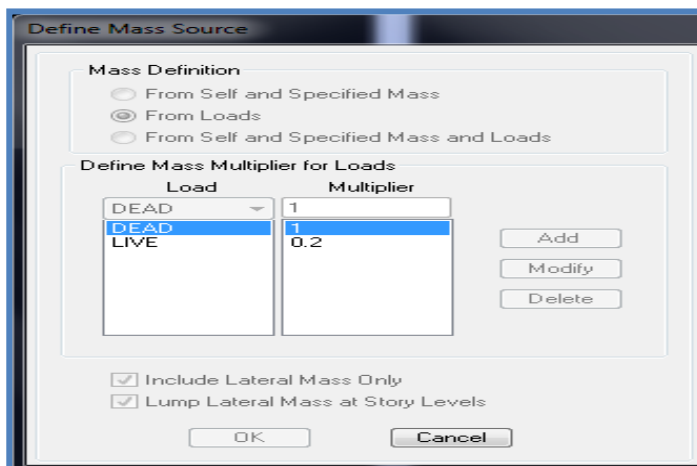 Define Mass Source
Mass Definition
From Self and Specified Mass
From Loads
From Self and Specified Mass and Loads
Define Mass Multiplier for Loads
Load Multiplier
DEAD 1
DEAD 1
LIVE 0.2
Add
Modify
Delete
Include Lateral Mass Only
Lump Lateral Mass at Story Levels
OK Cancel